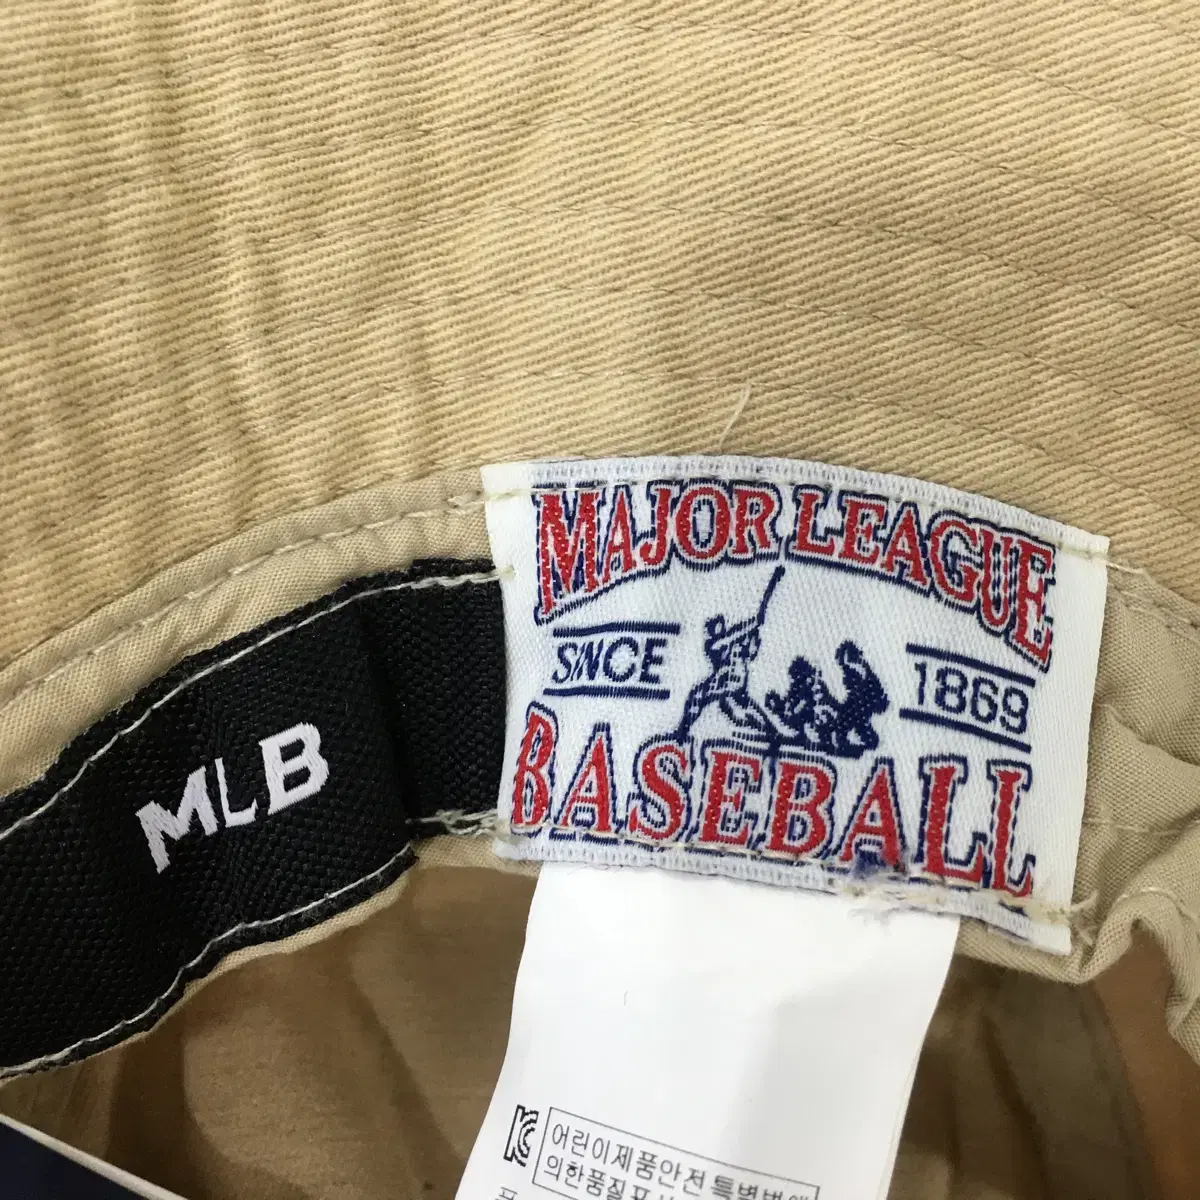 MAJOR LEAGUE
SINCE 1869
BASEBALL
MLB
KC 어린이제품안전특별법에
의한품질표시